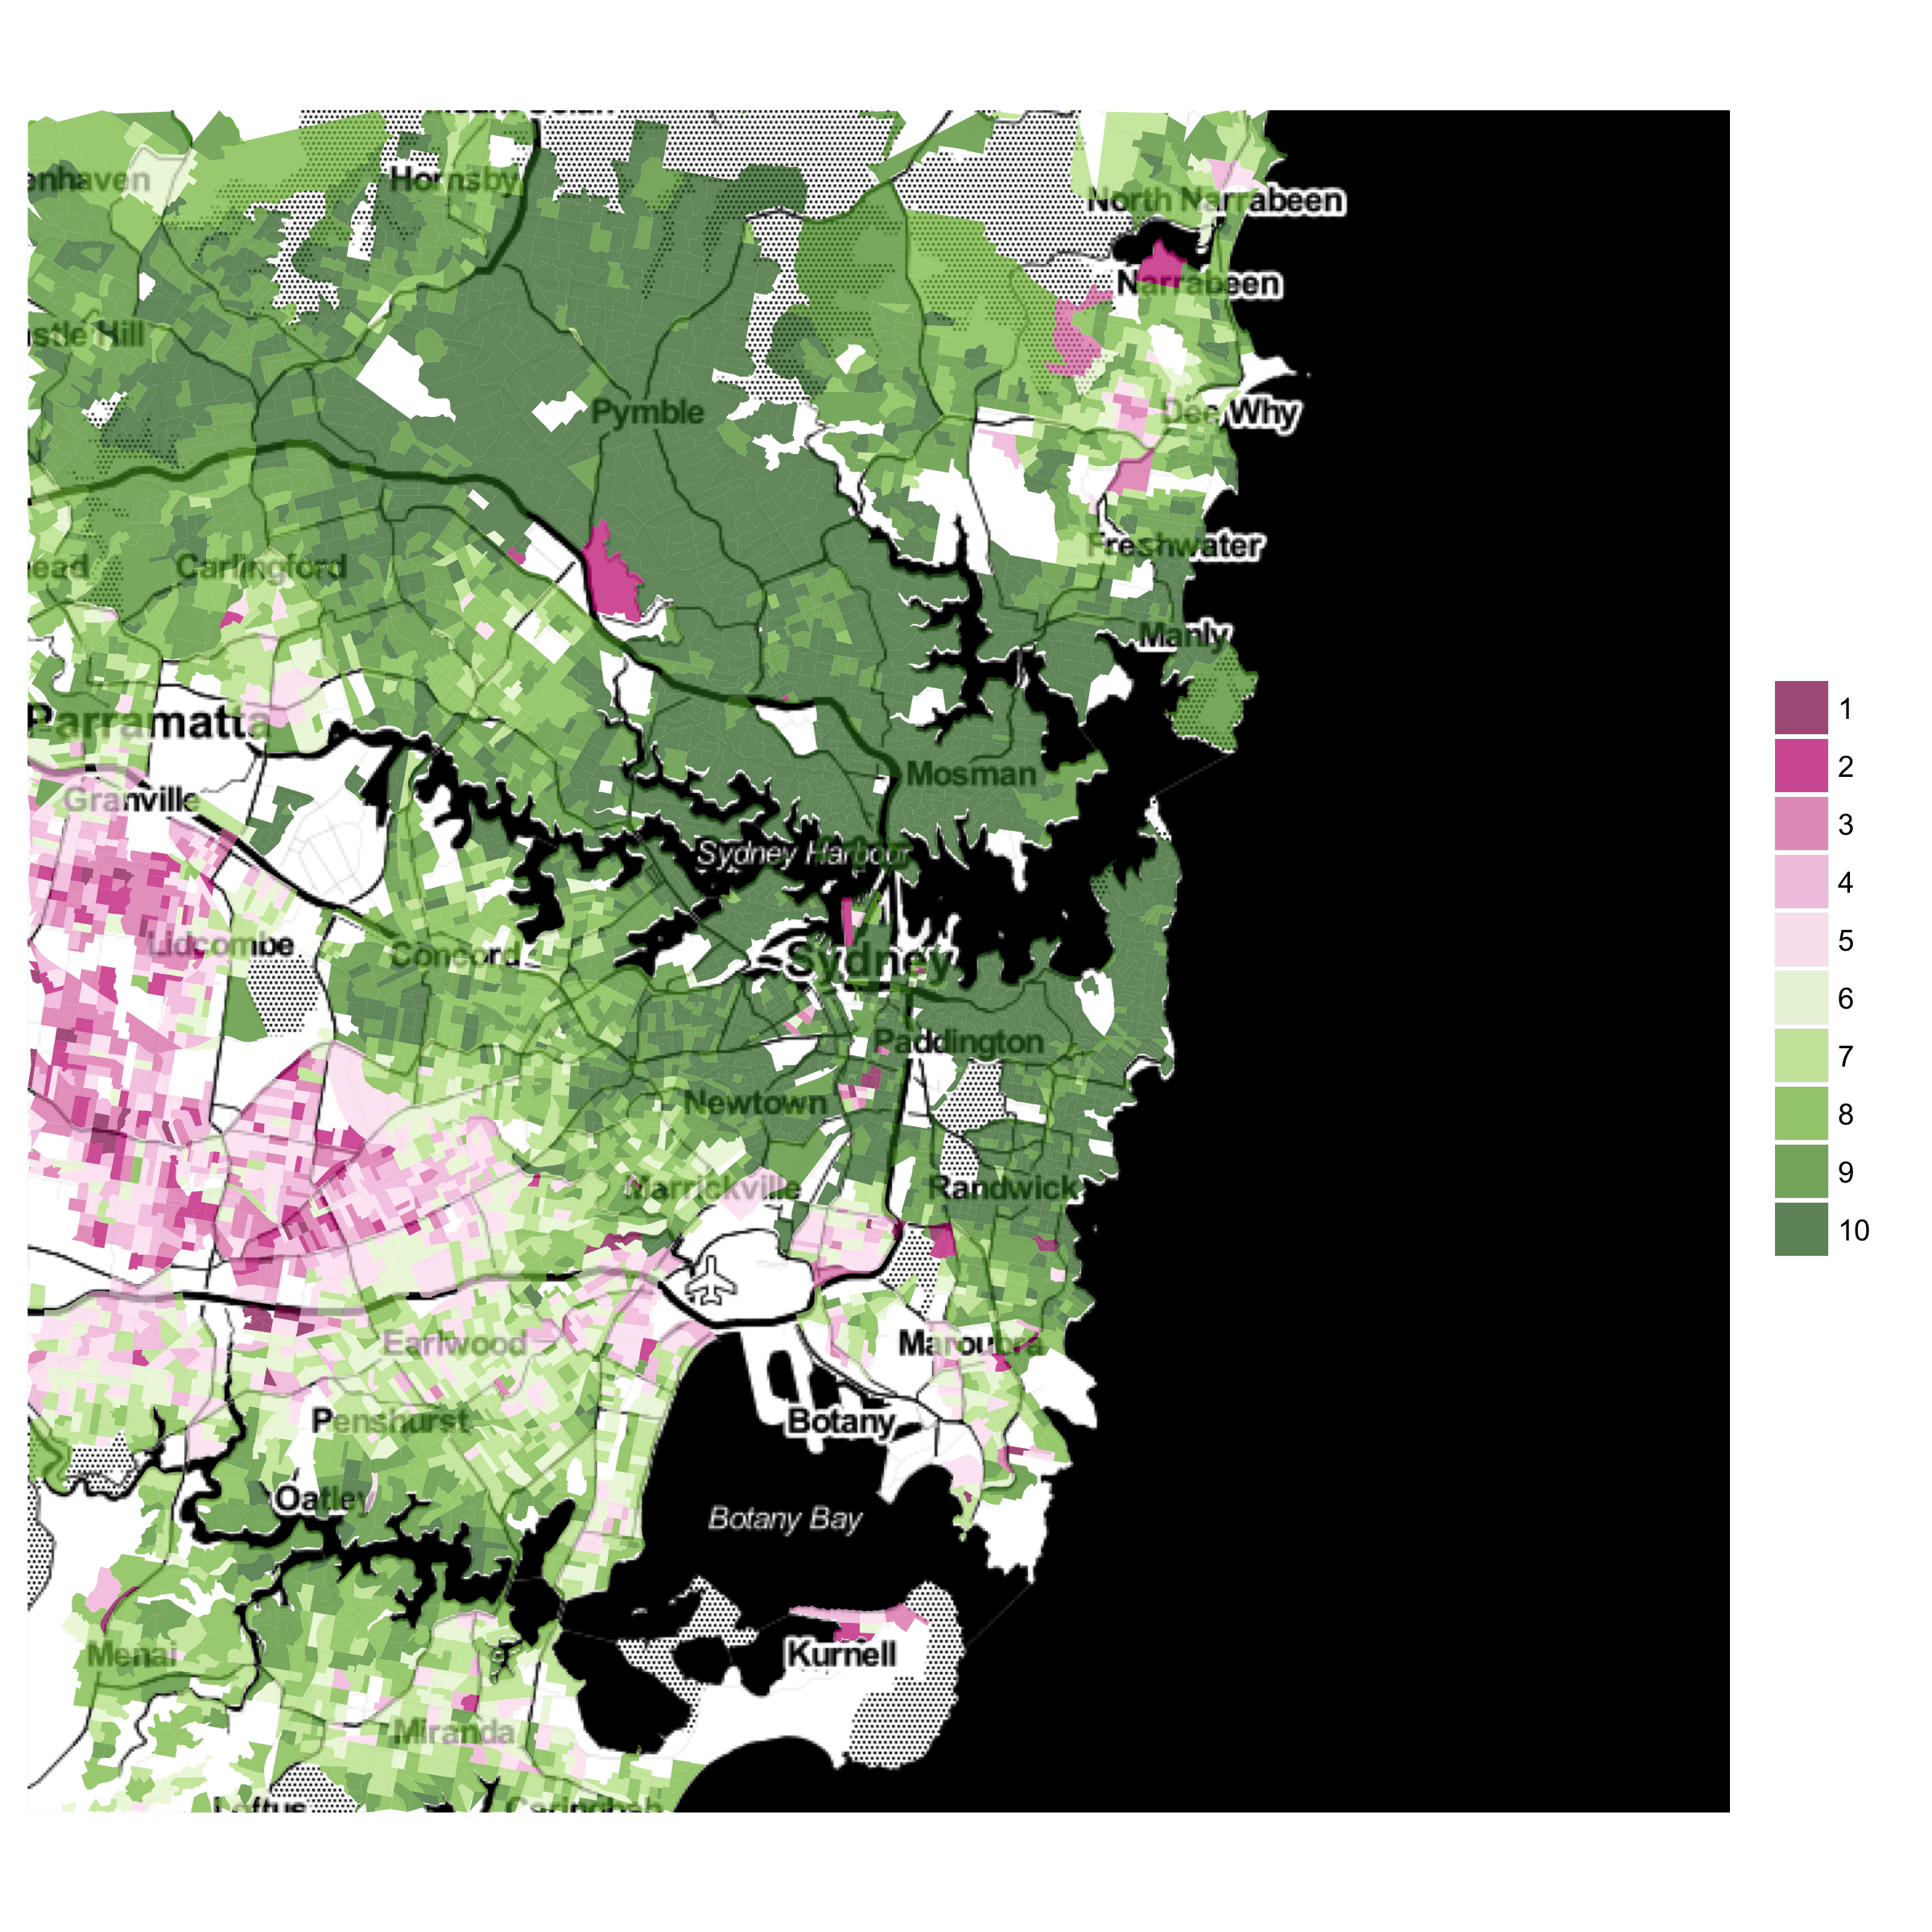 enhaven
Hornsby
North Narrabeen
Narrabeen
stle Hill
Pymble
Dee Why
Freshwater
ead
Carlingford
Manly
Parramatta
Granville
Mosman
Sydney Harbour
Lidcombe
Concord
Sydney
Paddington
Newtown
Marrickville
Randwick
Earlwood
Maroubra
Penshurst
Botany
Oatley
Botany Bay
Menai
Kurnell
Miranda
Loftus
Caringbah
1
2
3
4
5
6
7
8
9
10